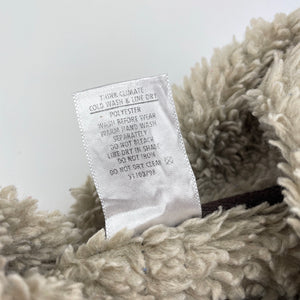 THINK CLIMATE
COLD WASH & LINE DRY
POLYESTER
WASH BEFORE WEAR
WARM HAND WASH
SEPARATELY
DO NOT BLEACH
LINE DRY IN SHADE
DO NOT IRON
DO NOT DRY CLEAN